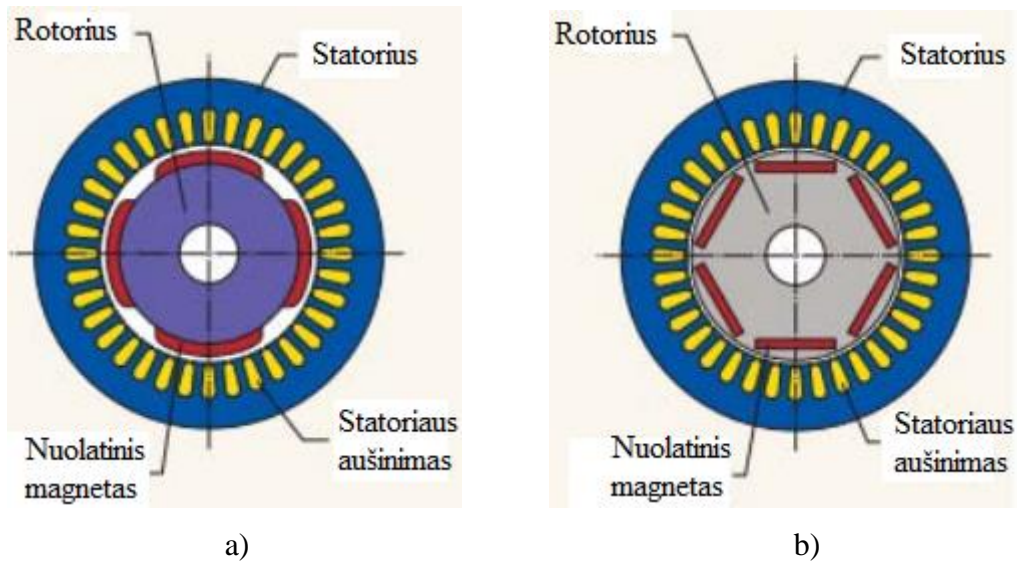 Rotorius
Statorius
Nuolatinis
magnetas
Statoriaus
aušinimas
a)
Rotorius
Statorius
Nuolatinis
magnetas
Statoriaus
aušinimas
b)